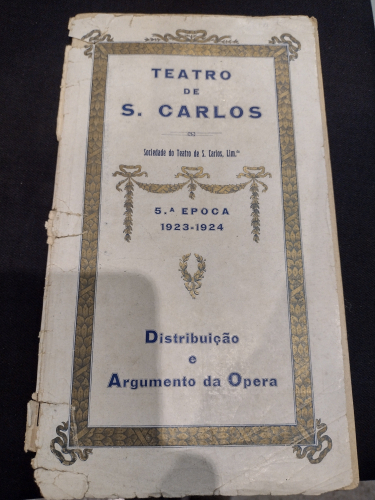 TEATRO
DE
S. CARLOS
Sociedade do Teatro de S. Carlos, Lim.da
5.ª EPOCA
1923-1924
Distribuição
e
Argumento da Opera